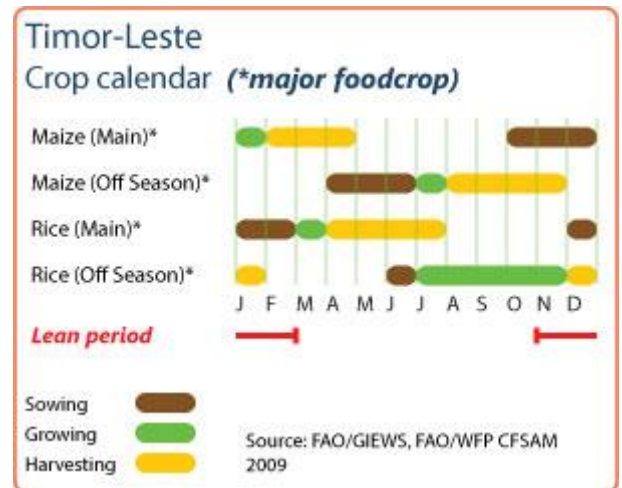 Timor-Leste
Crop calendar (*major foodcrop)
Maize (Main)*
Maize (Off Season)*
Rice (Main)*
Rice (Off Season)*
J F M A M J J A S O N D
Lean period
Sowing
Growing
Harvesting
Source: FAO/GIEWS, FAO/WFP CFSAM
2009